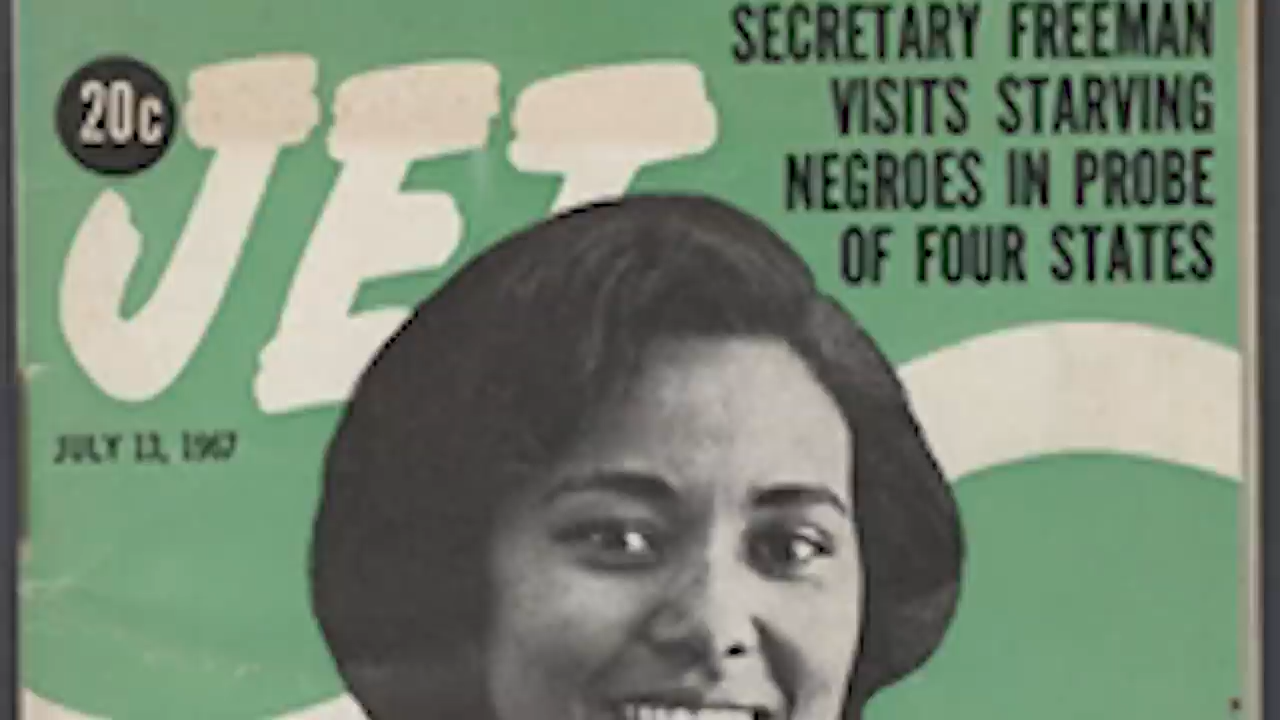 20c
JET
SECRETARY FREEMAN
VISITS STARVING
NEGROES IN PROBE
OF FOUR STATES
JULY 13, 1967